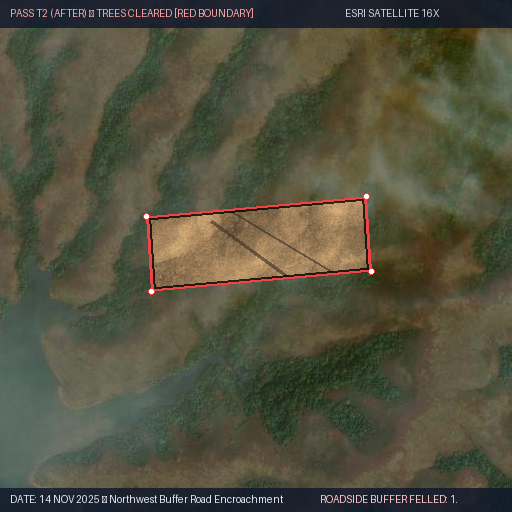 PASS T2 (AFTER) ▯ TREES CLEARED [RED BOUNDARY]
ESRI SATELLITE 16X
DATE: 14 NOV 2025 ▯ Northwest Buffer Road Encroachment
ROADSIDE BUFFER FELLED: 1.